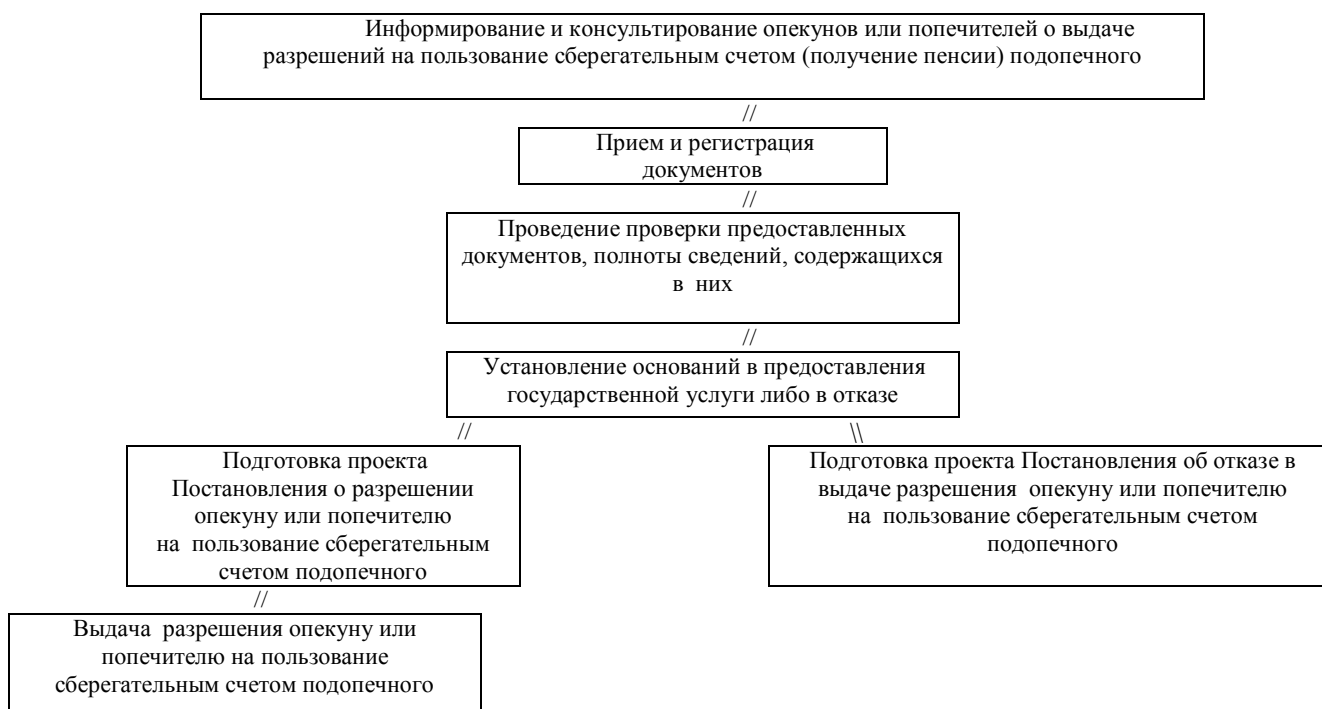 Информирование и консультирование опекунов или попечителей о выдаче
разрешений на пользование сберегательным счетом (получение пенсии) подопечного
//
Прием и регистрация
документов
//
Проведение проверки предоставленных
документов, полноты сведений, содержащихся
в них
//
Установление оснований в предоставления
государственной услуги либо в отказе
//
\\
Подготовка проекта
Постановления о разрешении
опекуну или попечителю
на пользование сберегательным
счетом подопечного
Подготовка проекта Постановления об отказе в
выдаче разрешения опекуну или попечителю
на пользование сберегательным счетом
подопечного
//
Выдача разрешения опекуну или
попечителю на пользование
сберегательным счетом подопечного